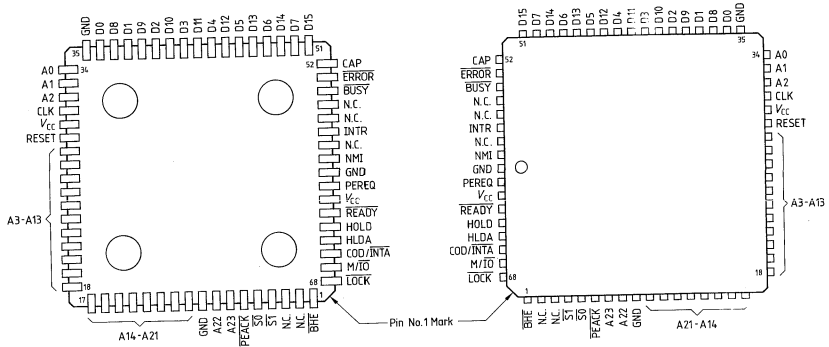 GND D0 D8 D1 D9 D2 D10 D3 D11 D4 D12 D5 D13 D6 D14 D7 D15
35 51
34 52
A0
A1
A2
CLK
VCC
RESET
A3-A13
CAP
ERROR
BUSY
N.C.
N.C.
INTR
N.C.
NMI
GND
PEREQ
VCC
READY
HOLD
HLDA
COD/INTA
M/IO
LOCK
18 68
17 1
A14-A21
GND A22 A23 PEACK S0 S1 N.C. N.C. BHE
Pin No.1 Mark
D15 D7 D14 D6 D13 D5 D12 D4 D11 D3 D10 D2 D9 D1 D8 D0 GND
51 35
52 34
CAP
ERROR
BUSY
N.C.
N.C.
INTR
N.C.
NMI
GND
PEREQ
VCC
READY
HOLD
HLDA
COD/INTA
M/IO
LOCK
A0
A1
A2
CLK
VCC
RESET
A3-A13
68 18
1
BHE N.C. N.C. S1 S0 PEACK A23 A22 GND
A21-A14